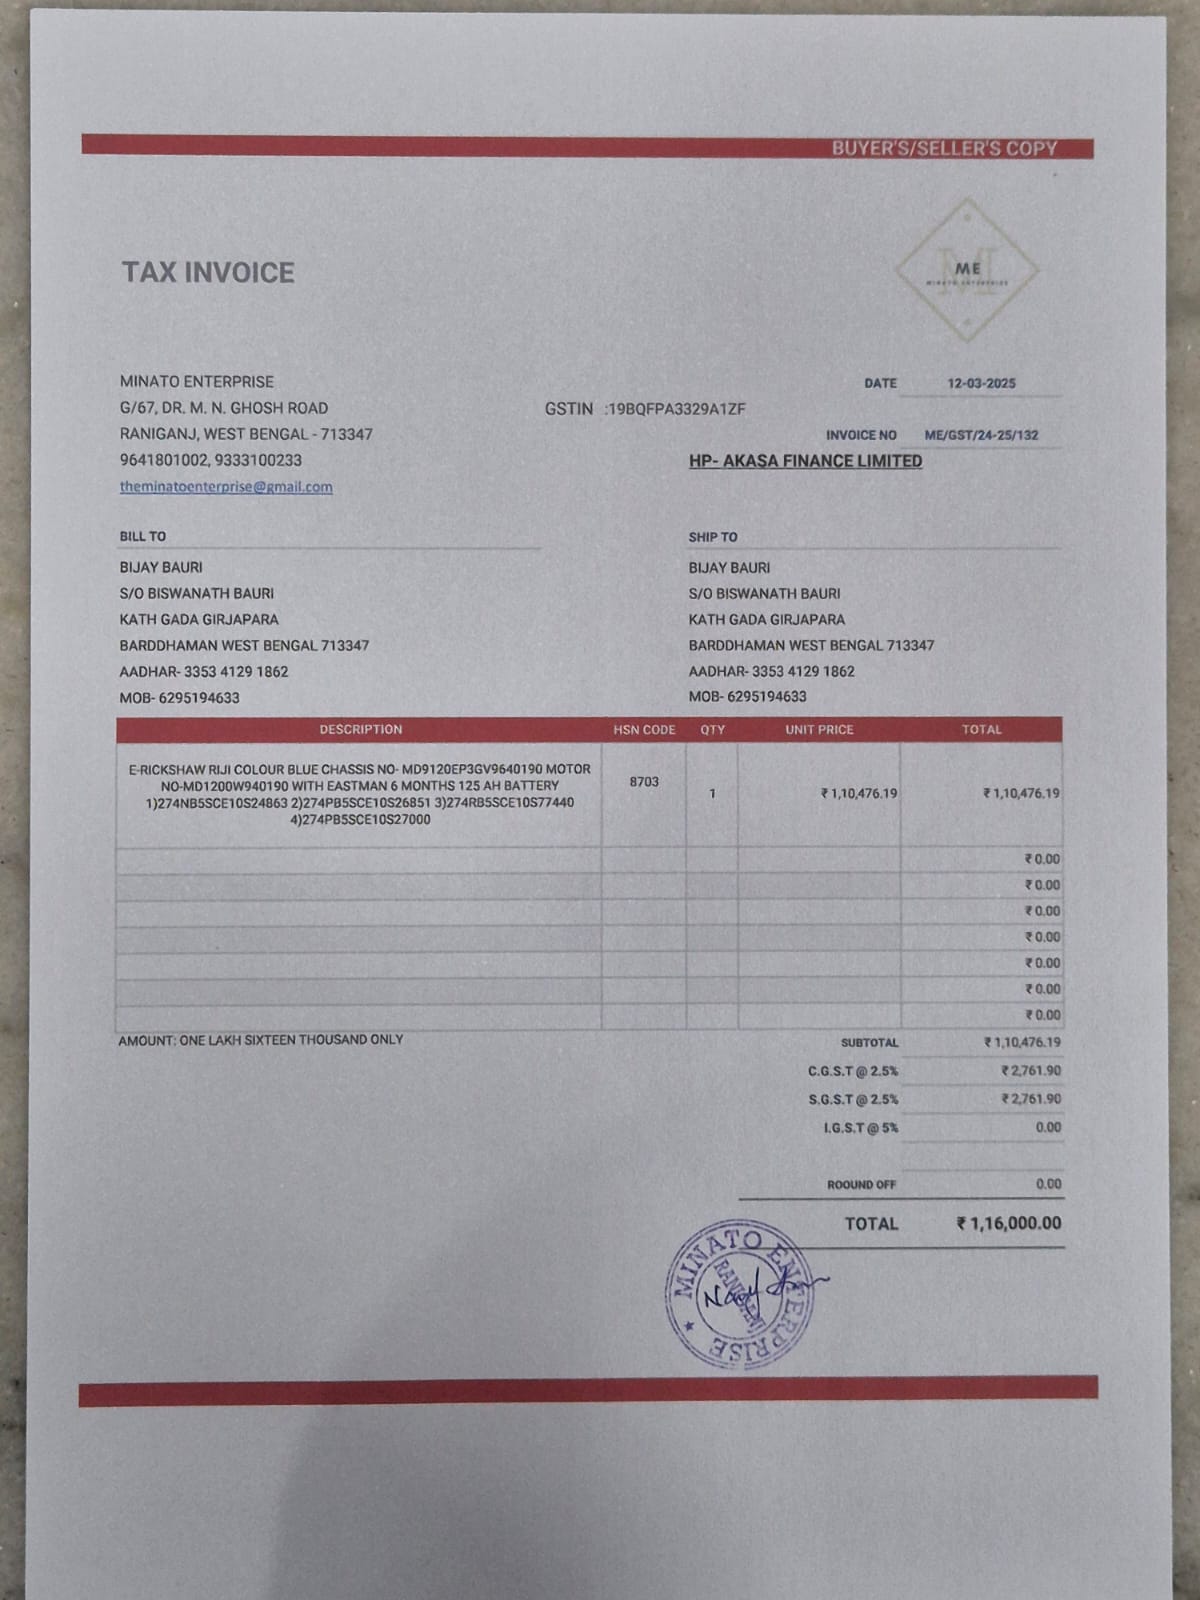 BUYER'S/SELLER'S COPY
ME
MINATO ENTERPRISE
TAX INVOICE
MINATO ENTERPRISE
G/67, DR. M. N. GHOSH ROAD
RANIGANJ, WEST BENGAL - 713347
9641801002, 9333100233
theminatoenterprise@gmail.com
GSTIN :19BQFPA3329A1ZF
DATE 12-03-2025
INVOICE NO ME/GST/24-25/132
HP- AKASA FINANCE LIMITED
BILL TO
BIJAY BAURI
S/O BISWANATH BAURI
KATH GADA GIRJAPARA
BARDDHAMAN WEST BENGAL 713347
AADHAR- 3353 4129 1862
MOB- 6295194633
SHIP TO
BIJAY BAURI
S/O BISWANATH BAURI
KATH GADA GIRJAPARA
BARDDHAMAN WEST BENGAL 713347
AADHAR- 3353 4129 1862
MOB- 6295194633
DESCRIPTION HSN CODE QTY UNIT PRICE TOTAL
E-RICKSHAW RIJI COLOUR BLUE CHASSIS NO- MD9120EP3GV9640190 MOTOR
NO-MD1200W940190 WITH EASTMAN 6 MONTHS 125 AH BATTERY
1)274NB5SCE10S24863 2)274PB5SCE10S26851 3)274RB5SCE10S77440
4)274PB5SCE10S27000
8703 1 ₹ 1,10,476.19 ₹ 1,10,476.19
₹ 0.00
₹ 0.00
₹ 0.00
₹ 0.00
₹ 0.00
₹ 0.00
₹ 0.00
AMOUNT: ONE LAKH SIXTEEN THOUSAND ONLY
SUBTOTAL ₹ 1,10,476.19
C.G.S.T @ 2.5% ₹ 2,761.90
S.G.S.T @ 2.5% ₹ 2,761.90
I.G.S.T @ 5% 0.00
ROOUND OFF 0.00
TOTAL ₹ 1,16,000.00
MINATO ENTERPRISE
RANIGANJ